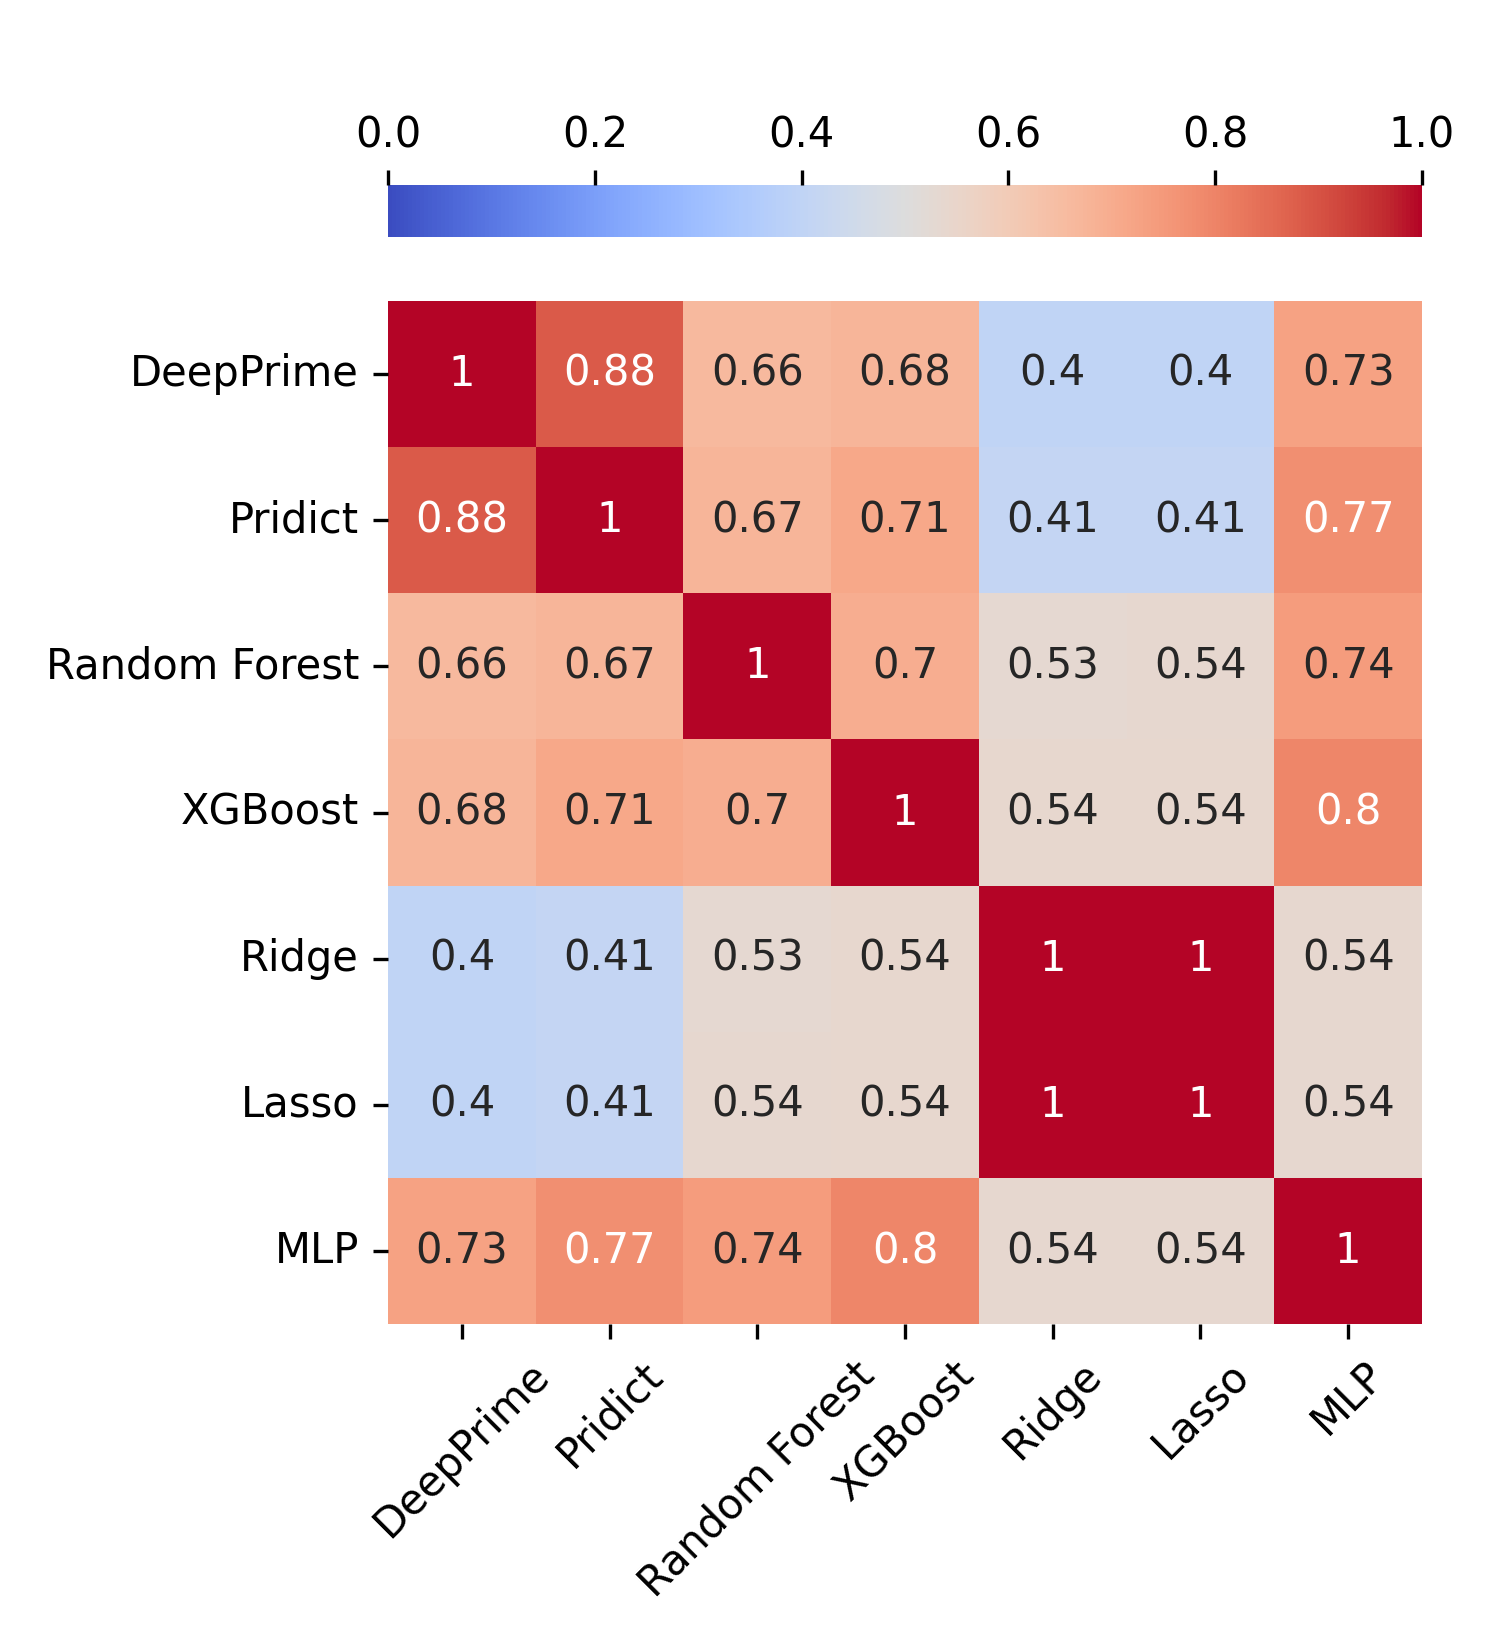 0.0 0.2 0.4 0.6 0.8 1.0
DeepPrime 1 0.88 0.66 0.68 0.4 0.4 0.73
Pridict 0.88 1 0.67 0.71 0.41 0.41 0.77
Random Forest 0.66 0.67 1 0.7 0.53 0.54 0.74
XGBoost 0.68 0.71 0.7 1 0.54 0.54 0.8
Ridge 0.4 0.41 0.53 0.54 1 1 0.54
Lasso 0.4 0.41 0.54 0.54 1 1 0.54
MLP 0.73 0.77 0.74 0.8 0.54 0.54 1
DeepPrime Pridict Random Forest XGBoost Ridge Lasso MLP